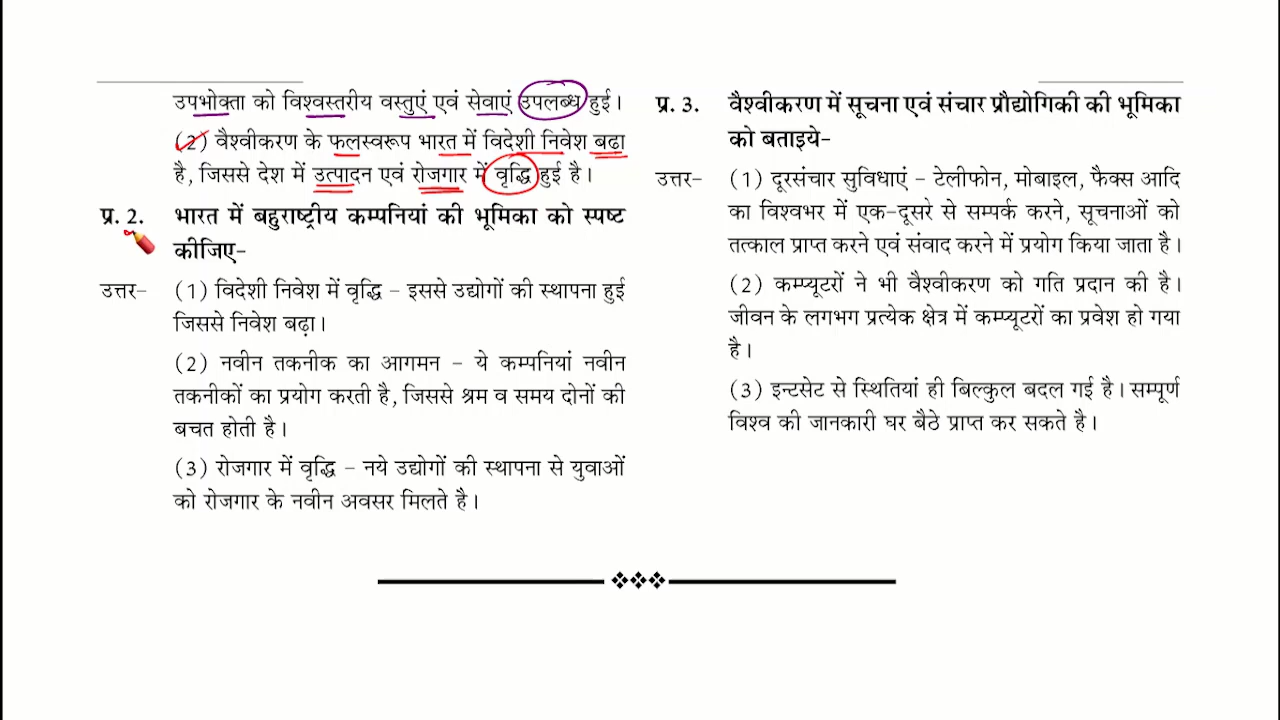 उपभोक्ता को विश्वस्तरीय वस्तुएं एवं सेवाएं उपलब्ध हुई।
(2) वैश्वीकरण के फलस्वरूप भारत में विदेशी निवेश बढ़ा
है, जिससे देश में उत्पादन एवं रोजगार में वृद्धि हुई है।
प्र. 2. भारत में बहुराष्ट्रीय कम्पनियां की भूमिका को स्पष्ट
कीजिए-
उत्तर- (1) विदेशी निवेश में वृद्धि - इससे उद्योगों की स्थापना हुई
जिससे निवेश बढ़ा।
(2) नवीन तकनीक का आगमन - ये कम्पनियां नवीन
तकनीकों का प्रयोग करती है, जिससे श्रम व समय दोनों की
बचत होती है।
(3) रोजगार में वृद्धि - नये उद्योगों की स्थापना से युवाओं
को रोजगार के नवीन अवसर मिलते है।
प्र. 3. वैश्वीकरण में सूचना एवं संचार प्रौद्योगिकी की भूमिका
को बताइये-
उत्तर- (1) दूरसंचार सुविधाएं - टेलीफोन, मोबाइल, फैक्स आदि
का विश्वभर में एक-दूसरे से सम्पर्क करने, सूचनाओं को
तत्काल प्राप्त करने एवं संवाद करने में प्रयोग किया जाता है।
(2) कम्प्यूटरों ने भी वैश्वीकरण को गति प्रदान की है।
जीवन के लगभग प्रत्येक क्षेत्र में कम्प्यूटरों का प्रवेश हो गया
है।
(3) इन्टसेट से स्थितियां ही बिल्कुल बदल गई है। सम्पूर्ण
विश्व की जानकारी घर बैठे प्राप्त कर सकते है।